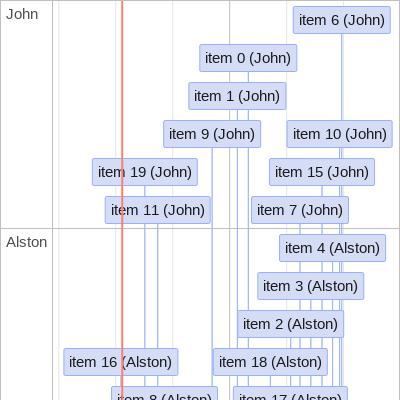 John
item 6 (John)
item 0 (John)
item 1 (John)
item 9 (John)
item 10 (John)
item 19 (John)
item 15 (John)
item 11 (John)
item 7 (John)
Alston
item 4 (Alston)
item 3 (Alston)
item 2 (Alston)
item 16 (Alston)
item 18 (Alston)
item 8 (Alston)
item 17 (Alston)